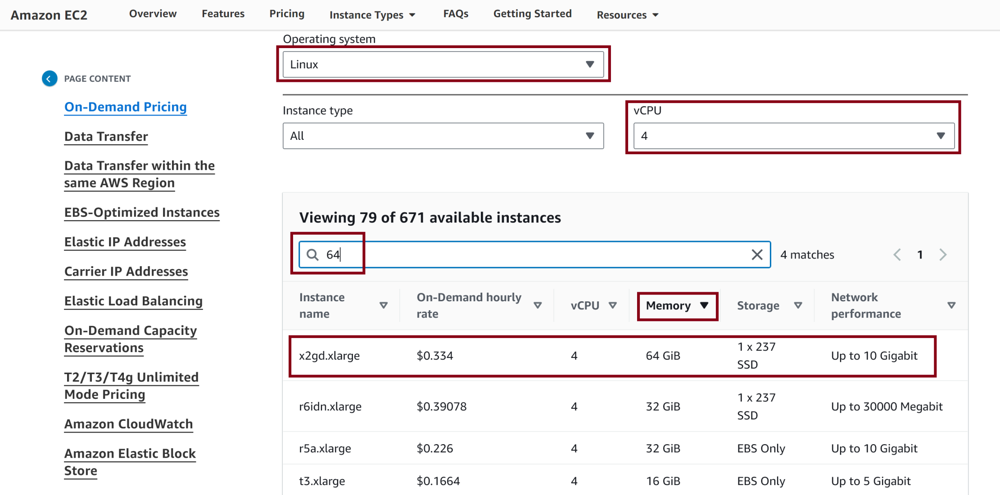 Amazon EC2
Overview
Features
Pricing
Instance Types
FAQs
Getting Started
Resources
PAGE CONTENT
On-Demand Pricing
Data Transfer
Data Transfer within the
same AWS Region
EBS-Optimized Instances
Elastic IP Addresses
Carrier IP Addresses
Elastic Load Balancing
On-Demand Capacity
Reservations
T2/T3/T4g Unlimited
Mode Pricing
Amazon CloudWatch
Amazon Elastic Block
Store
Operating system
Linux
Instance type
All
vCPU
4
Viewing 79 of 671 available instances
64
4 matches
1
Instance
name
On-Demand hourly
rate
vCPU
Memory
Storage
Network
performance
x2gd.xlarge
$0.334
4
64 GiB
1 x 237
SSD
Up to 10 Gigabit
r6idn.xlarge
$0.39078
4
32 GiB
1 x 237
SSD
Up to 30000 Megabit
r5a.xlarge
$0.226
4
32 GiB
EBS Only
Up to 10 Gigabit
t3.xlarge
$0.1664
4
16 GiB
EBS Only
Up to 5 Gigabit